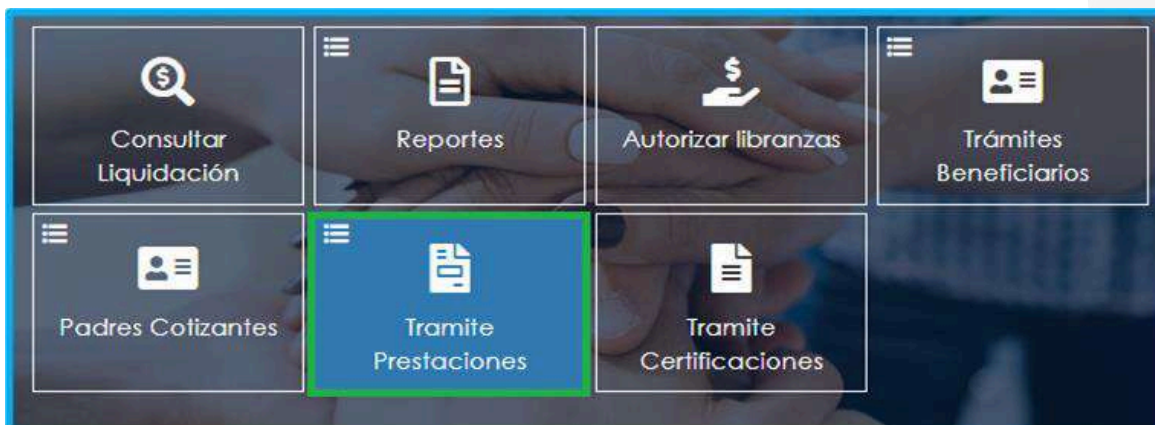 Consultar
Liquidación
Reportes
Autorizar libranzas
Trámites
Beneficiarios
Padres Cotizantes
Tramite
Prestaciones
Tramite
Certificaciones